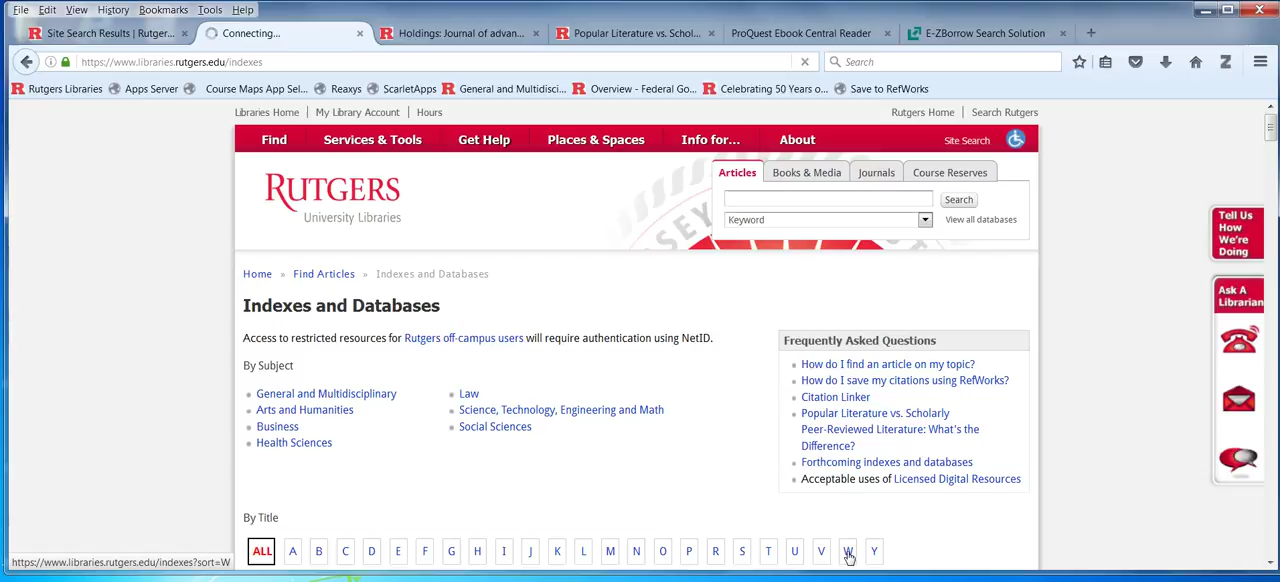 File Edit View History Bookmarks Tools Help
Site Search Results | Rutger... × Connecting... × Holdings: Journal of advan... × Popular Literature vs. Schol... × ProQuest Ebook Central Reader × E-ZBorrow Search Solution × +
https://www.libraries.rutgers.edu/indexes × Search
Rutgers Libraries Apps Server Course Maps App Sel... Reaxys ScarletApps General and Multidisci... Overview - Federal Go... Celebrating 50 Years o... Save to RefWorks
Libraries Home | My Library Account | Hours Rutgers Home | Search Rutgers
Find Services & Tools Get Help Places & Spaces Info for... About Site Search
Articles Books & Media Journals Course Reserves
RUTGERS
University Libraries
Search
Keyword View all databases
Tell Us
How
We're
Doing
Home » Find Articles » Indexes and Databases
Ask A
Librarian
Indexes and Databases
Access to restricted resources for Rutgers off-campus users will require authentication using NetID.
By Subject
General and Multidisciplinary
Arts and Humanities
Business
Health Sciences
Law
Science, Technology, Engineering and Math
Social Sciences
Frequently Asked Questions
How do I find an article on my topic?
How do I save my citations using RefWorks?
Citation Linker
Popular Literature vs. Scholarly
Peer-Reviewed Literature: What's the
Difference?
Forthcoming indexes and databases
Acceptable uses of Licensed Digital Resources
By Title
ALL A B C D E F G H I J K L M N O P R S T U V W Y
https://www.libraries.rutgers.edu/indexes?sort=W